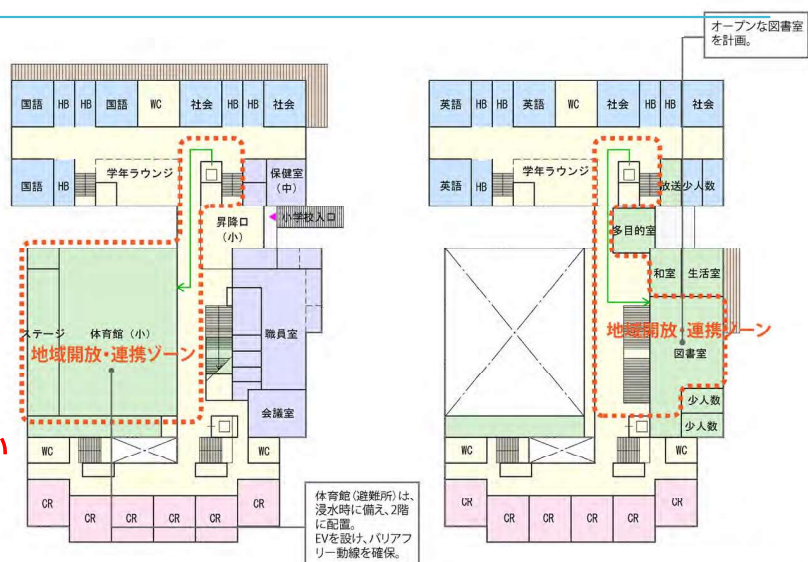 オープンな図書室
を計画。
国語 HB HB 国語 WC 社会 HB HB 社会
国語 HB 学年ラウンジ 保健室
(中)
昇降口
(小)
小学校入口
ステージ 体育館(小) 職員室
地域開放・連携ゾーン
会議室
WC WC
CR CR CR CR CR CR
体育館(避難所)は、
浸水時に備え、2階
に配置。
EVを設け、バリアフ
リー動線を確保。
い
英語 HB HB 英語 WC 社会 HB HB 社会
英語 HB 学年ラウンジ 放送 少人数
多目的室
和室 生活室
地域開放・連携ゾーン
図書室
少人数
少人数
WC WC
CR CR CR CR CR CR